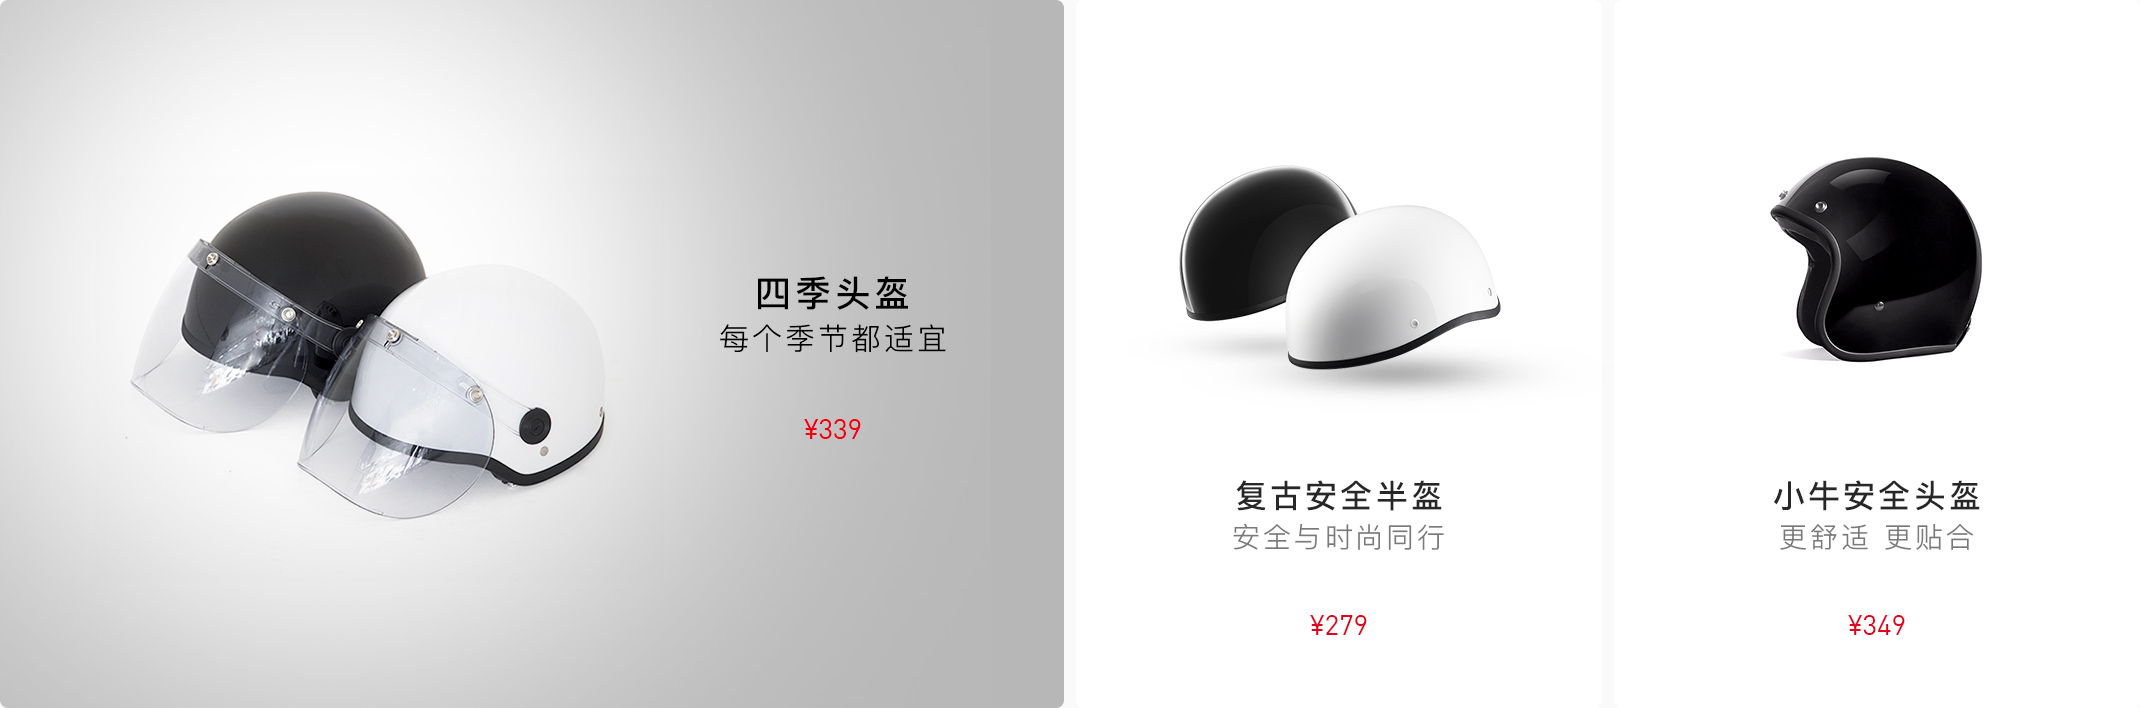 四季头盔
每个季节都适宜
¥339
复古安全半盔
安全与时尚同行
¥279
小牛安全头盔
更舒适 更贴合
¥349